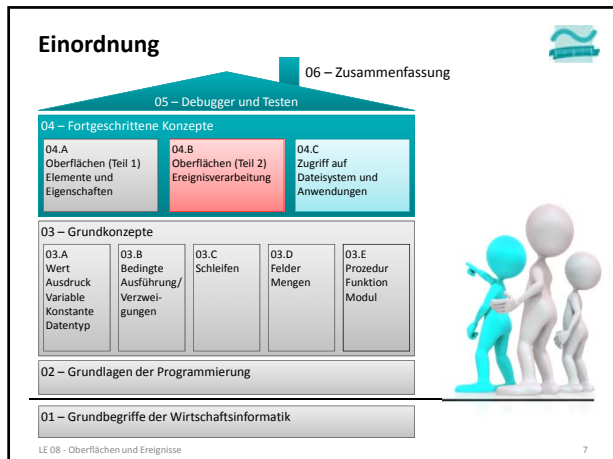 Einordnung
06 – Zusammenfassung
05 – Debugger und Testen
04 – Fortgeschrittene Konzepte
04.A
Oberflächen (Teil 1)
Elemente und
Eigenschaften
04.B
Oberflächen (Teil 2)
Ereignisverarbeitung
04.C
Zugriff auf
Dateisystem und
Anwendungen
03 – Grundkonzepte
03.A
Wert
Ausdruck
Variable
Konstante
Datentyp
03.B
Bedingte
Ausführung/
Verzwei-
gungen
03.C
Schleifen
03.D
Felder
Mengen
03.E
Prozedur
Funktion
Modul
02 – Grundlagen der Programmierung
01 – Grundbegriffe der Wirtschaftsinformatik
LE 08 - Oberflächen und Ereignisse
7